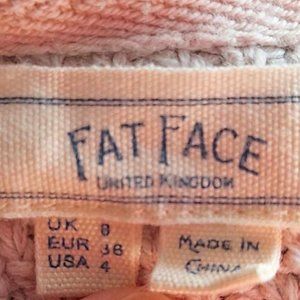 FAT FACE
UNITED KINGDOM
UK 8
EUR 36
USA 4
MADE IN
CHINA